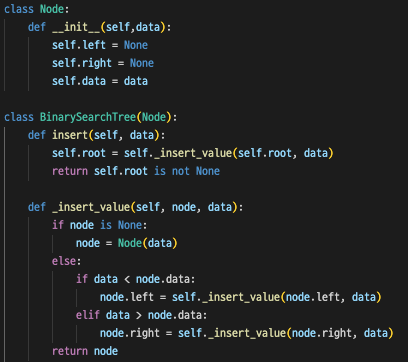 class Node:
    def __init__(self,data):
        self.left = None
        self.right = None
        self.data = data

class BinarySearchTree(Node):
    def insert(self, data):
        self.root = self._insert_value(self.root, data)
        return self.root is not None

    def _insert_value(self, node, data):
        if node is None:
            node = Node(data)
        else:
            if data < node.data:
                node.left = self._insert_value(node.left, data)
            elif data > node.data:
                node.right = self._insert_value(node.right, data)
        return node